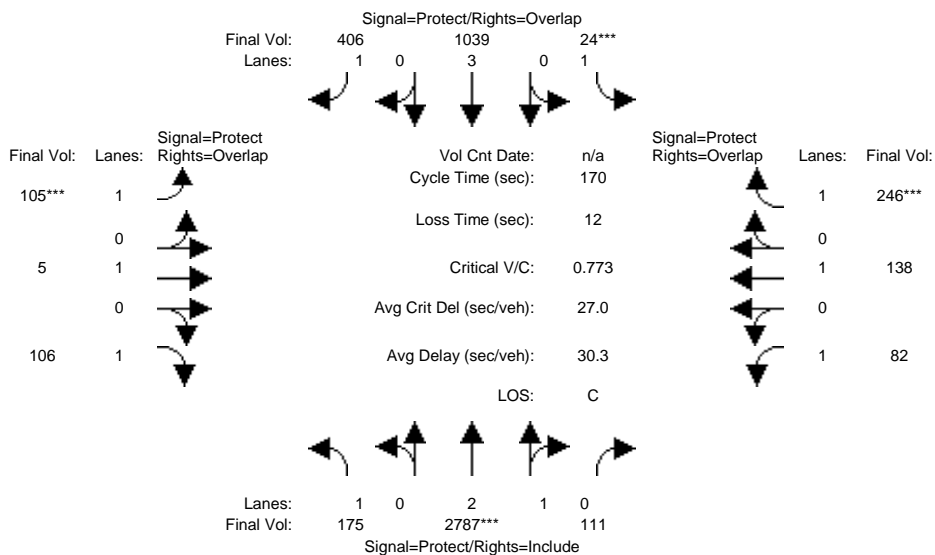 Signal=Protect/Rights=Overlap
Final Vol: 406 1039 24***
Lanes: 1 0 3 0 1
Signal=Protect
Final Vol: Lanes: Rights=Overlap
Vol Cnt Date: n/a
Signal=Protect
Rights=Overlap Lanes: Final Vol:
Cycle Time (sec): 170
105*** 1
1 246***
Loss Time (sec): 12
0
0
5 1
Critical V/C: 0.773
1 138
0
Avg Crit Del (sec/veh): 27.0
0
106 1
Avg Delay (sec/veh): 30.3
1 82
LOS: C
Lanes: 1 0 2 1 0
Final Vol: 175 2787*** 111
Signal=Protect/Rights=Include